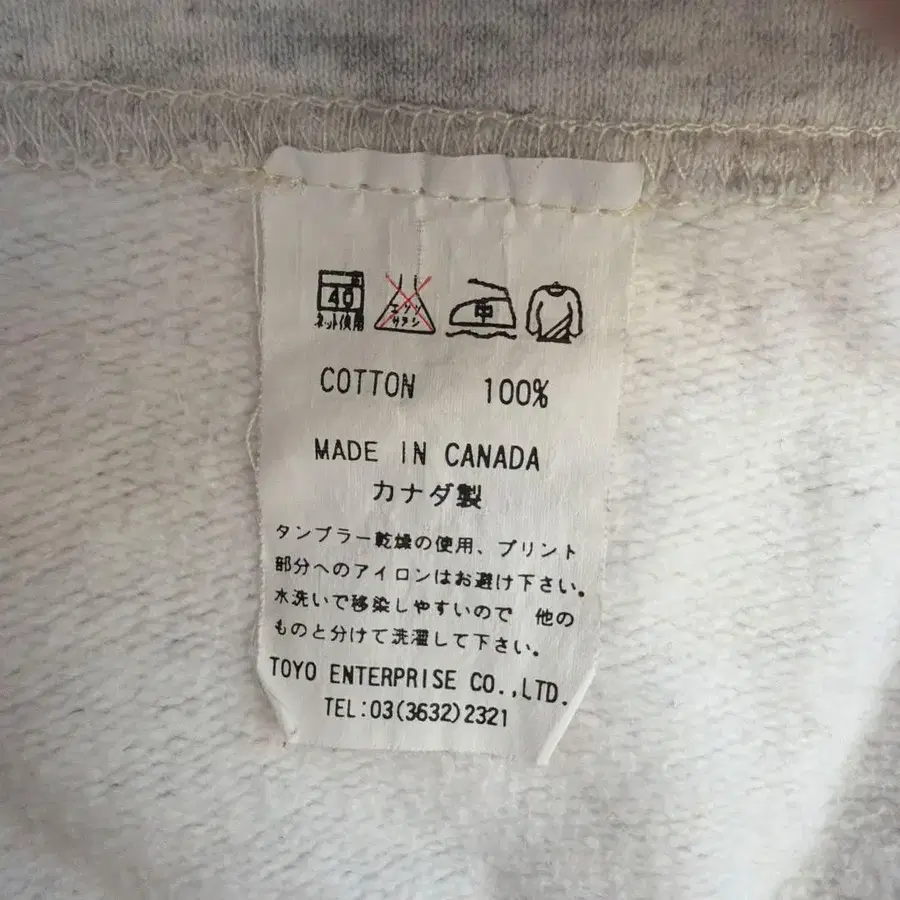 40
ネット使用
エンソ
サラシ
中
COTTON 100%
MADE IN CANADA
カナダ製
タンブラー乾燥の使用、プリント
部分へのアイロンはお避け下さい。
水洗いで移染しやすいので 他の
ものと分けて洗濯して下さい。
TOYO ENTERPRISE CO.,LTD.
TEL:03(3632)2321